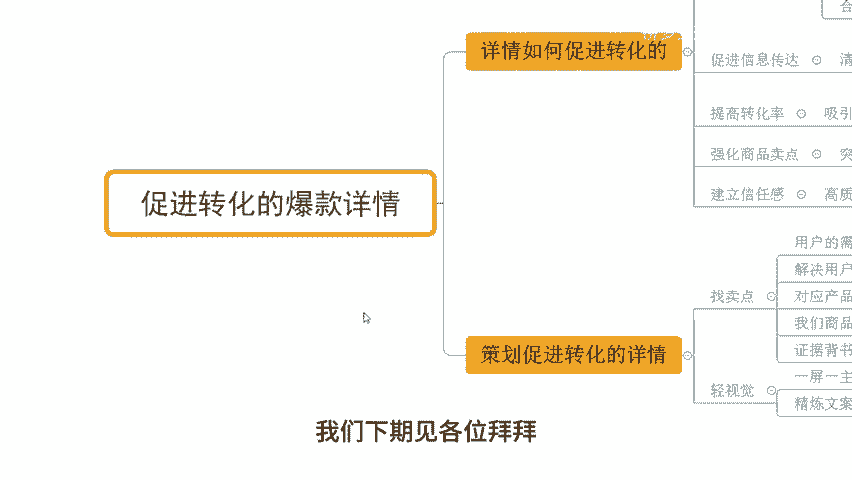 合
详情如何促进转化的
促进信息传达 清
提高转化率 吸引
强化商品卖点 突
建立信任感 高质
促进转化的爆款详情
用户的需
解决用户
找卖点 对应产品
我们商品
证据背书
策划促进转化的详情
一屏一主
轻视觉
精炼文案
我们下期见各位拜拜